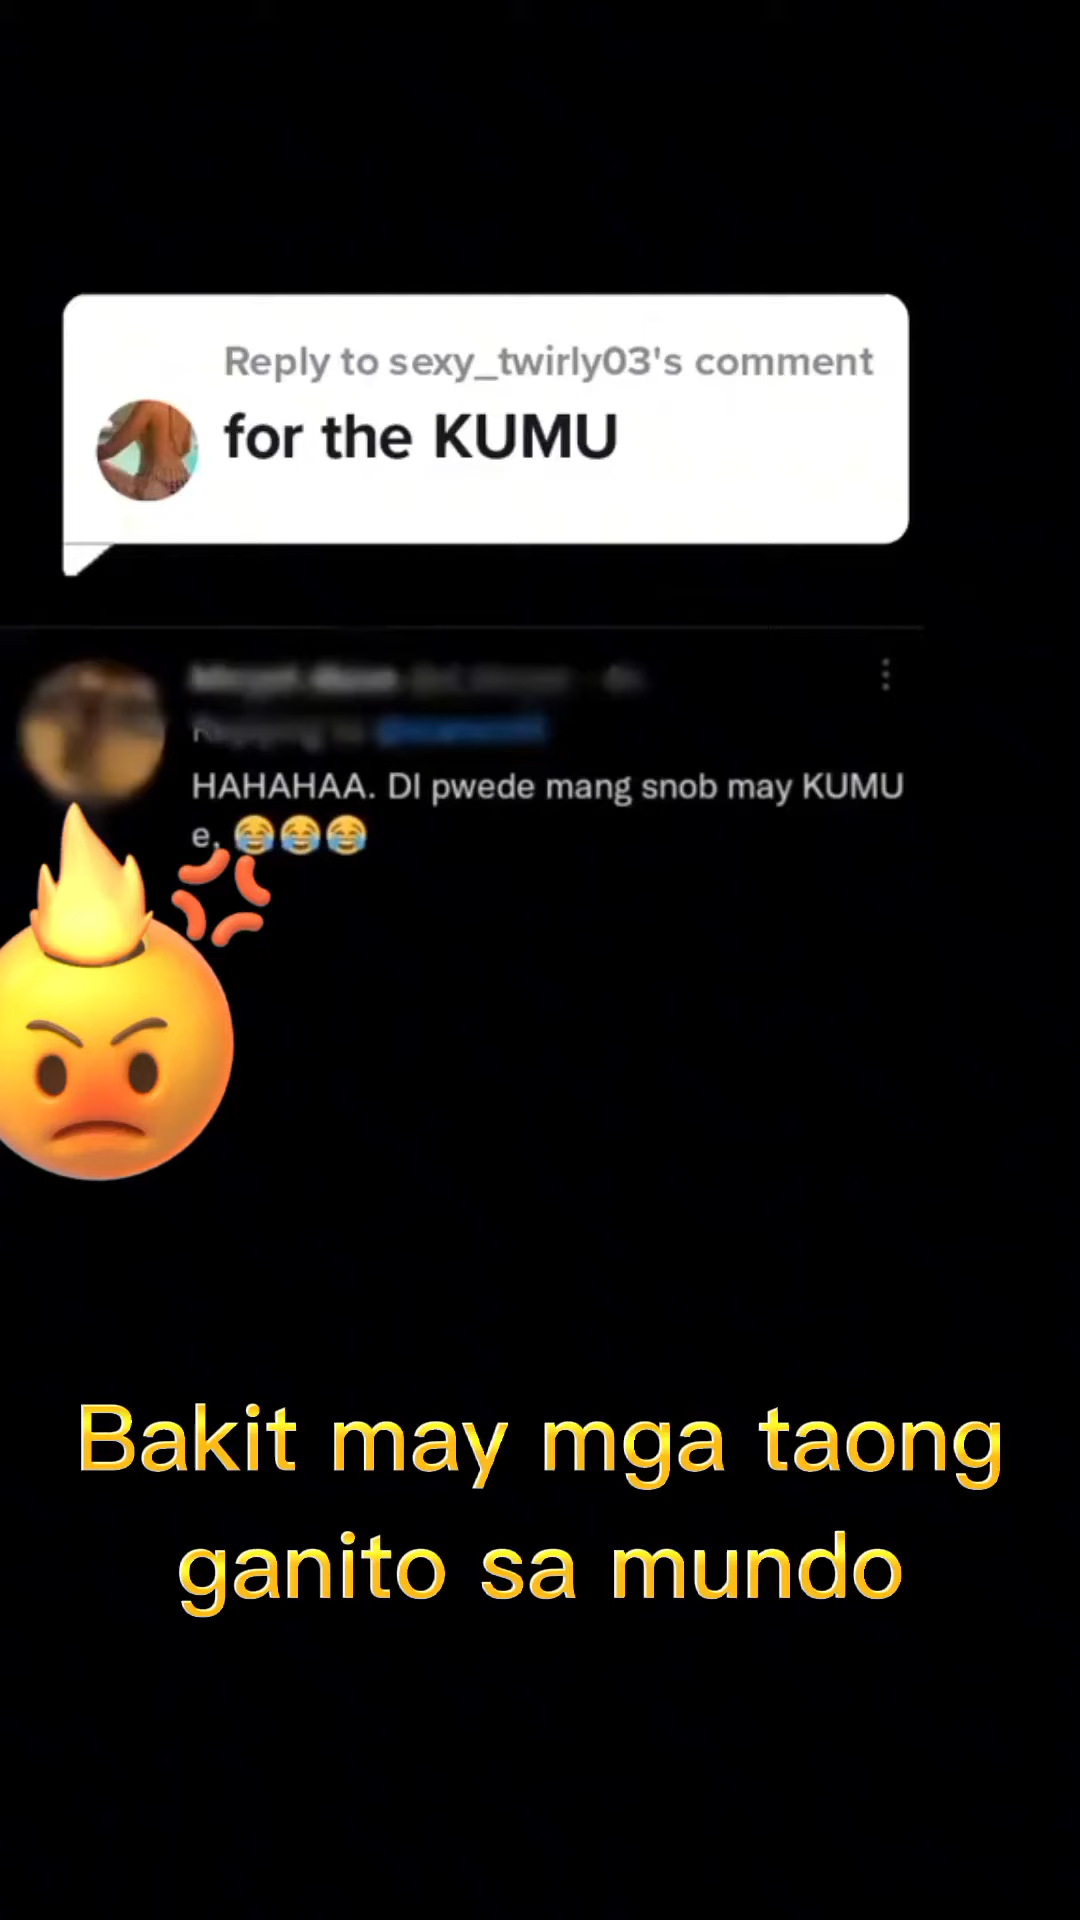 Reply to sexy_twirly03's comment
for the KUMU
HAHAHAA. DI pwede mang snob may KUMU
e, 😂😂😂
Bakit may mga taong
ganito sa mundo